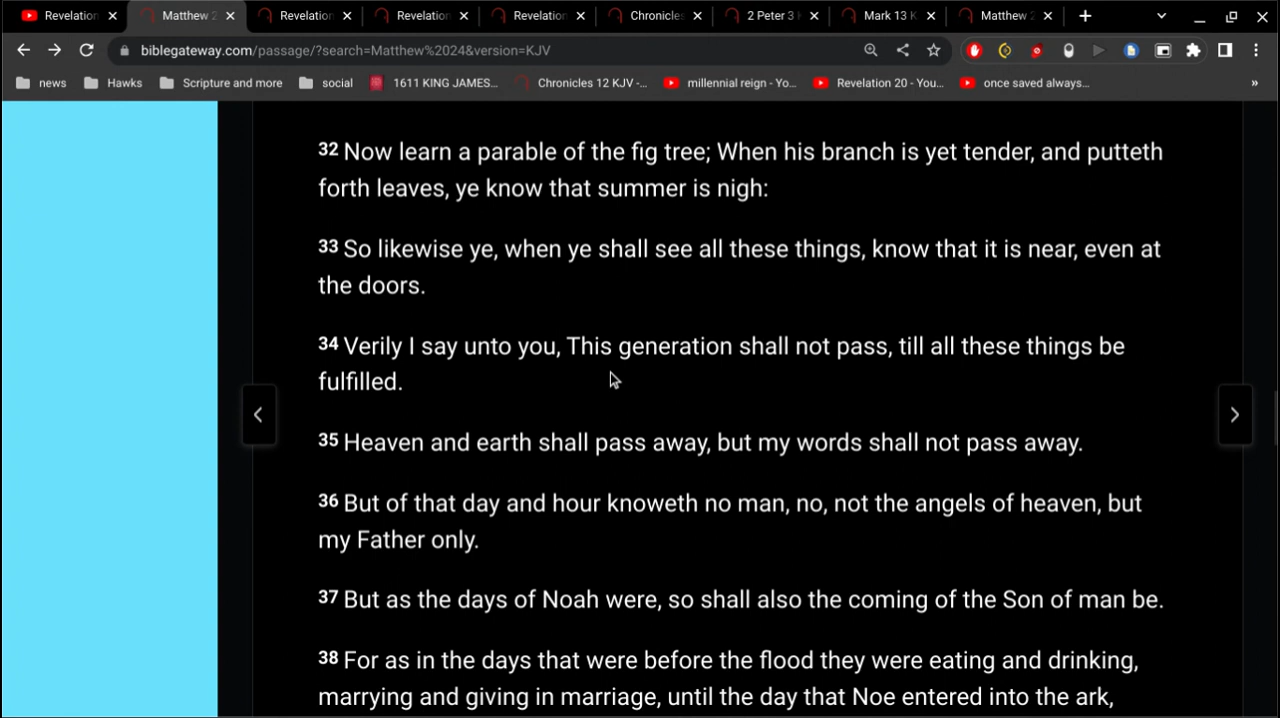 Revelation
Matthew 2
Revelation
Revelation
Revelation
Chronicles
2 Peter 3
Mark 13 K
Matthew 2
biblegateway.com/passage/?search=Matthew%2024&version=KJV
news
Hawks
Scripture and more
social
1611 KING JAMES...
Chronicles 12 KJV -...
millennial reign - Yo...
Revelation 20 - You...
once saved always...
»
32 Now learn a parable of the fig tree; When his branch is yet tender, and putteth
forth leaves, ye know that summer is nigh:
33 So likewise ye, when ye shall see all these things, know that it is near, even at
the doors.
34 Verily I say unto you, This generation shall not pass, till all these things be
fulfilled.
35 Heaven and earth shall pass away, but my words shall not pass away.
36 But of that day and hour knoweth no man, no, not the angels of heaven, but
my Father only.
37 But as the days of Noah were, so shall also the coming of the Son of man be.
38 For as in the days that were before the flood they were eating and drinking,
marrying and giving in marriage, until the day that Noe entered into the ark,